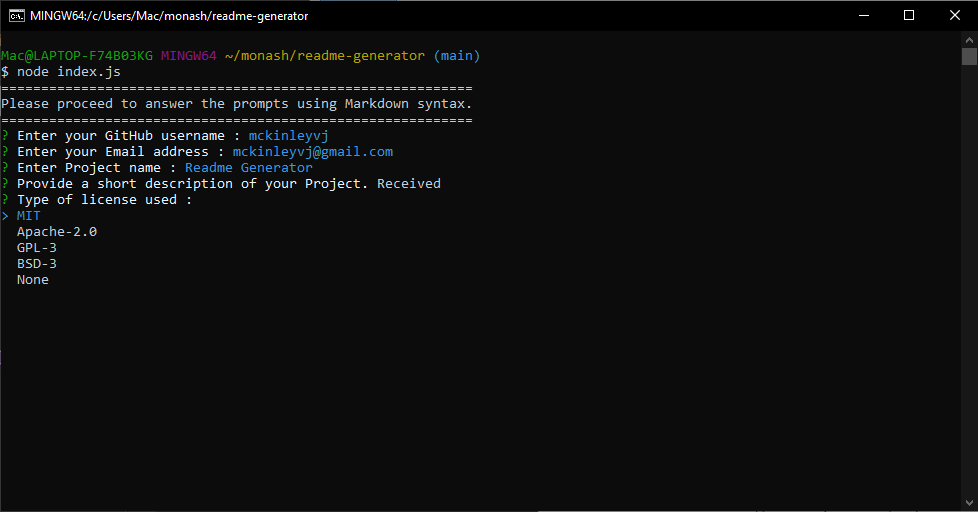 MINGW64:/c/Users/Mac/monash/readme-generator
Mac@LAPTOP-F74B03KG MINGW64 ~/monash/readme-generator (main)
$ node index.js
===========================================================
Please proceed to answer the prompts using Markdown syntax.
===========================================================
? Enter your GitHub username : mckinleyvj
? Enter your Email address : mckinleyvj@gmail.com
? Enter Project name : Readme Generator
? Provide a short description of your Project. Received
? Type of license used :
> MIT
Apache-2.0
GPL-3
BSD-3
None